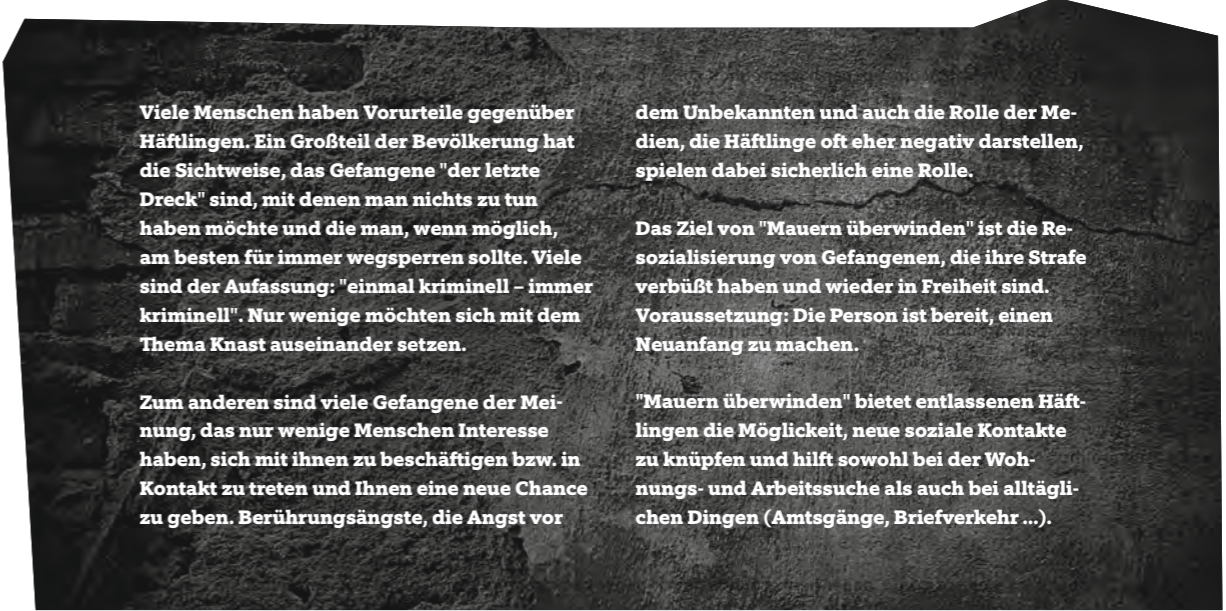 Viele Menschen haben Vorurteile gegenüber
Häftlingen. Ein Großteil der Bevölkerung hat
die Sichtweise, das Gefangene "der letzte
Dreck" sind, mit denen man nichts zu tun
haben möchte und die man, wenn möglich,
am besten für immer wegsperren sollte. Viele
sind der Aufassung: "einmal kriminell – immer
kriminell". Nur wenige möchten sich mit dem
Thema Knast auseinander setzen.

Zum anderen sind viele Gefangene der Mei-
nung, das nur wenige Menschen Interesse
haben, sich mit ihnen zu beschäftigen bzw. in
Kontakt zu treten und Ihnen eine neue Chance
zu geben. Berührungsängste, die Angst vor

dem Unbekannten und auch die Rolle der Me-
dien, die Häftlinge oft eher negativ darstellen,
spielen dabei sicherlich eine Rolle.

Das Ziel von "Mauern überwinden" ist die Re-
sozialisierung von Gefangenen, die ihre Strafe
verbüßt haben und wieder in Freiheit sind.
Voraussetzung: Die Person ist bereit, einen
Neuanfang zu machen.

"Mauern überwinden" bietet entlassenen Häft-
lingen die Möglickeit, neue soziale Kontakte
zu knüpfen und hilft sowohl bei der Woh-
nungs- und Arbeitssuche als auch bei alltägli-
chen Dingen (Amtsgänge, Briefverkehr ...).